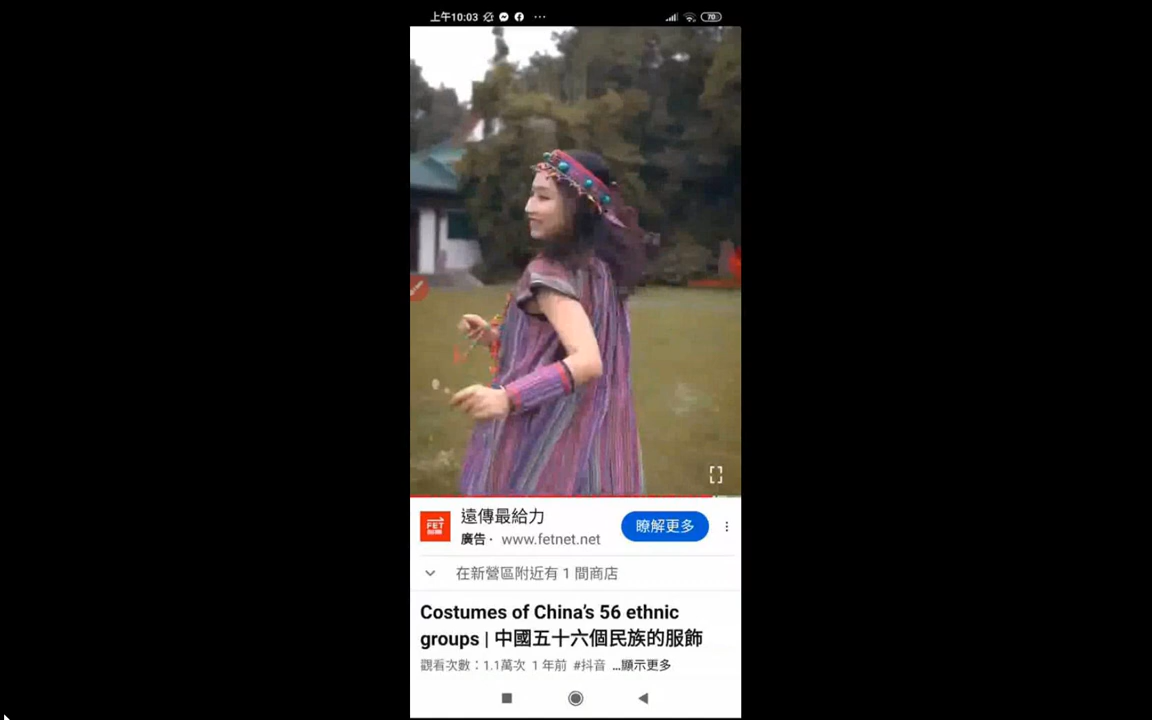 上午10:03
70
遠傳最給力
FET
廣告 · www.fetnet.net
瞭解更多
在新營區附近有 1 間商店
Costumes of China's 56 ethnic
groups | 中國五十六個民族的服飾
觀看次數：1.1萬次 1 年前 #抖音 ...顯示更多